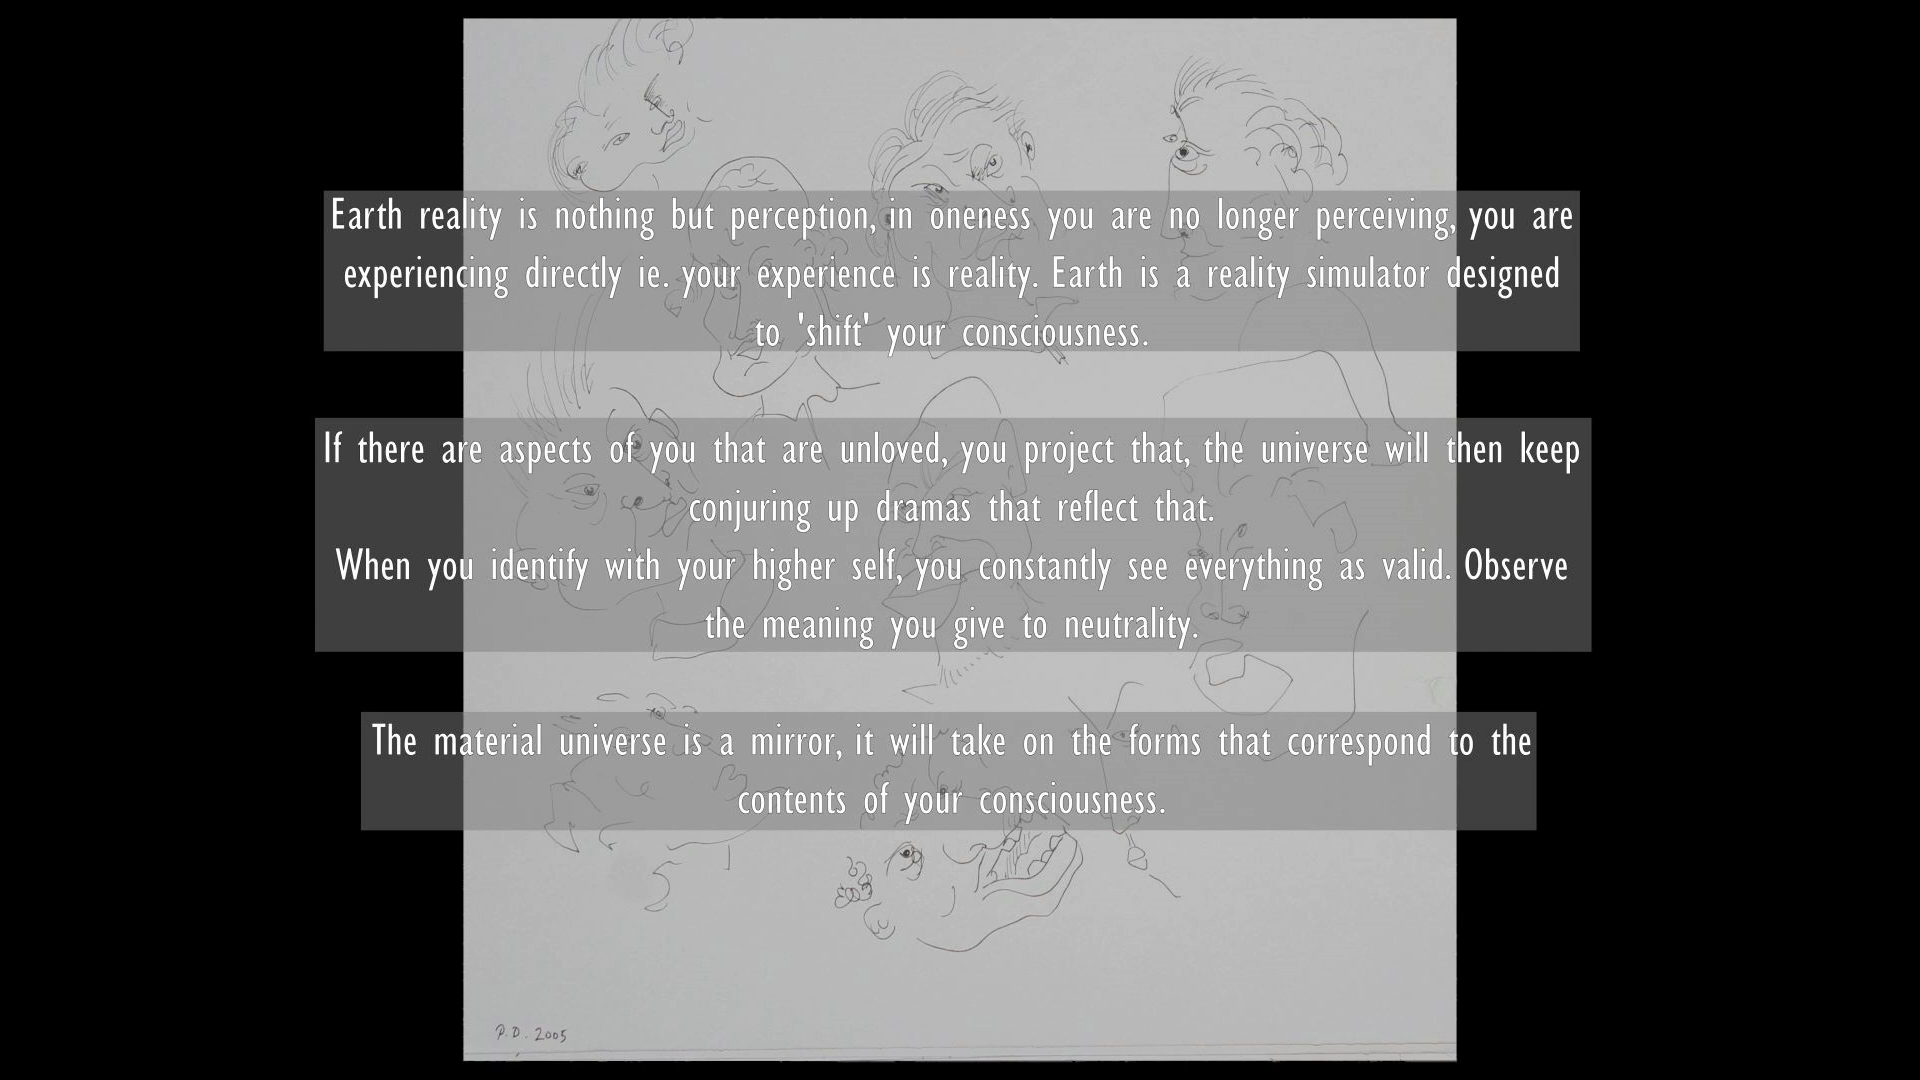 Earth reality is nothing but perception, in oneness you are no longer perceiving, you are
experiencing directly ie. your experience is reality. Earth is a reality simulator designed
to 'shift' your consciousness.
If there are aspects of you that are unloved, you project that, the universe will then keep
conjuring up dramas that reflect that.
When you identify with your higher self, you constantly see everything as valid. Observe
the meaning you give to neutrality.
The material universe is a mirror, it will take on the forms that correspond to the
contents of your consciousness.
P.D. 2005